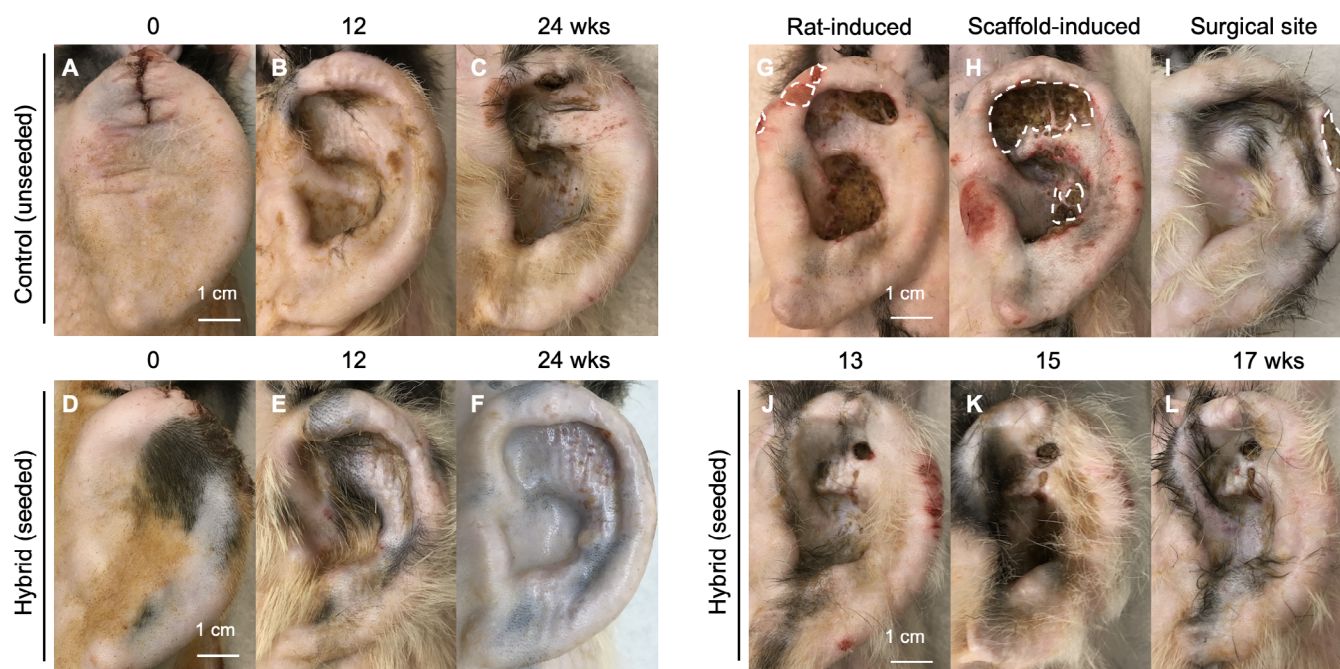 0 12 24 wks
Rat-induced Scaffold-induced Surgical site
Control (unseeded)
A B C G H I
1 cm 1 cm
0 12 24 wks
13 15 17 wks
Hybrid (seeded)
Hybrid (seeded)
D E F J K L
1 cm 1 cm